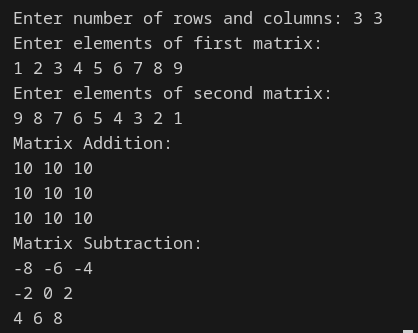 Enter number of rows and columns: 3 3
Enter elements of first matrix:
1 2 3 4 5 6 7 8 9
Enter elements of second matrix:
9 8 7 6 5 4 3 2 1
Matrix Addition:
10 10 10
10 10 10
10 10 10
Matrix Subtraction:
-8 -6 -4
-2 0 2
4 6 8